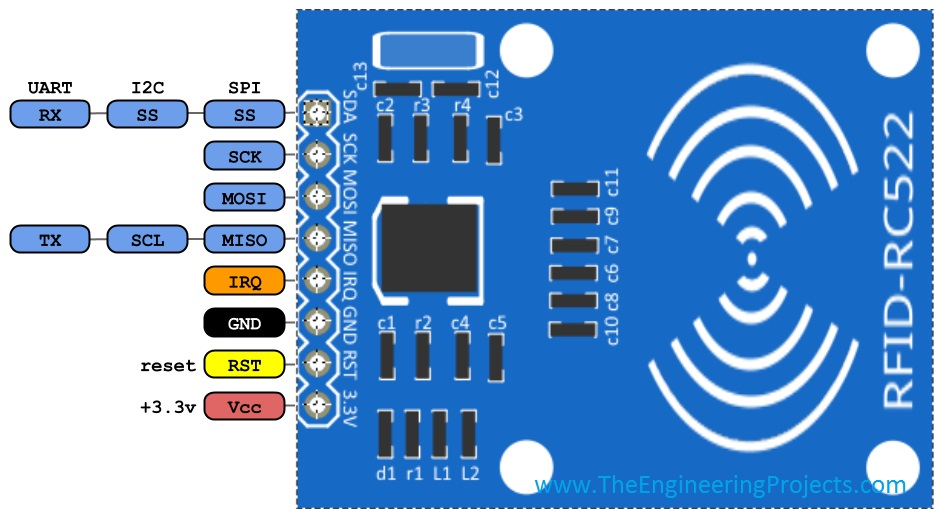 UART I2C SPI
RX SS SS
SCK
MOSI
TX SCL MISO
IRQ
GND
reset RST
+3.3v Vcc
SDA SCK MOSI MISO IRQ GND RST 3.3V
c13 c12
c2 r3 r4 c3
c11
c9
c7
c6
c8
c10
c1 r2 c4 c5
d1 r1 L1 L2
RFID-RC522
www.TheEngineeringProjects.com